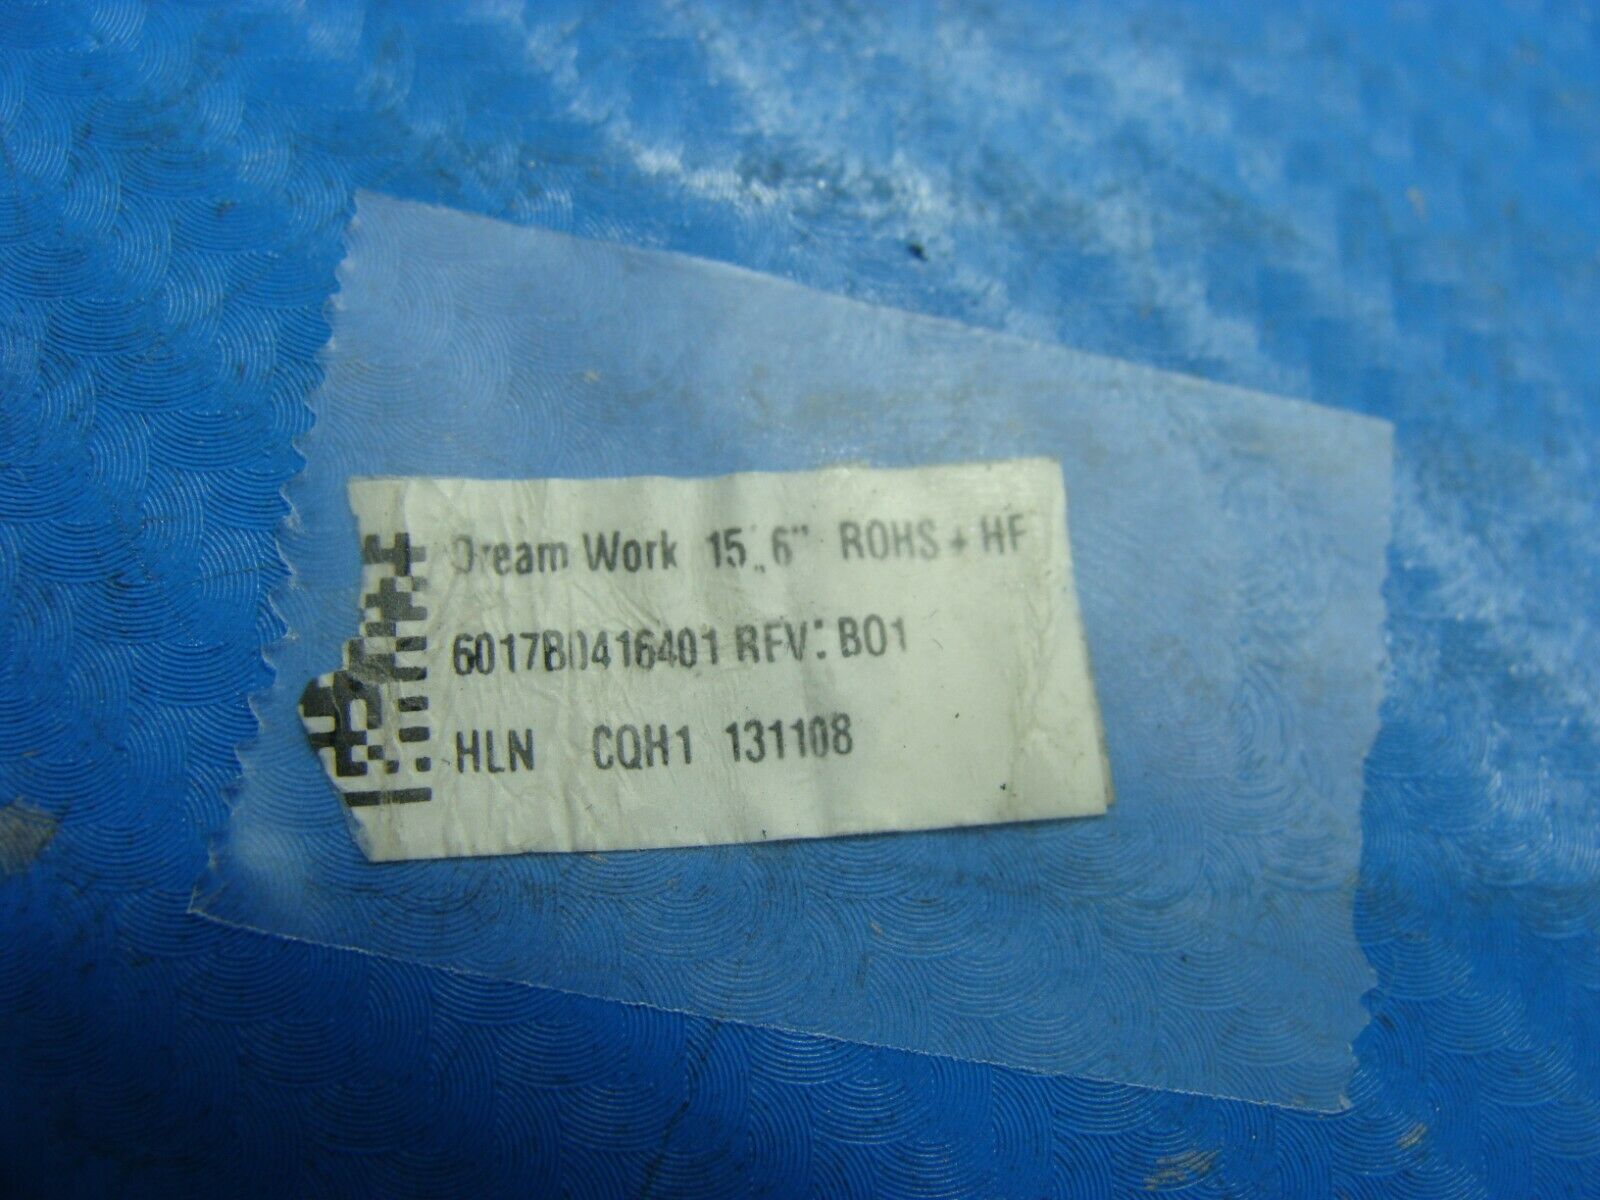 Dream Work 15.6" ROHS + HF
6017B0416401 REV: B01
HLN CQH1 131108